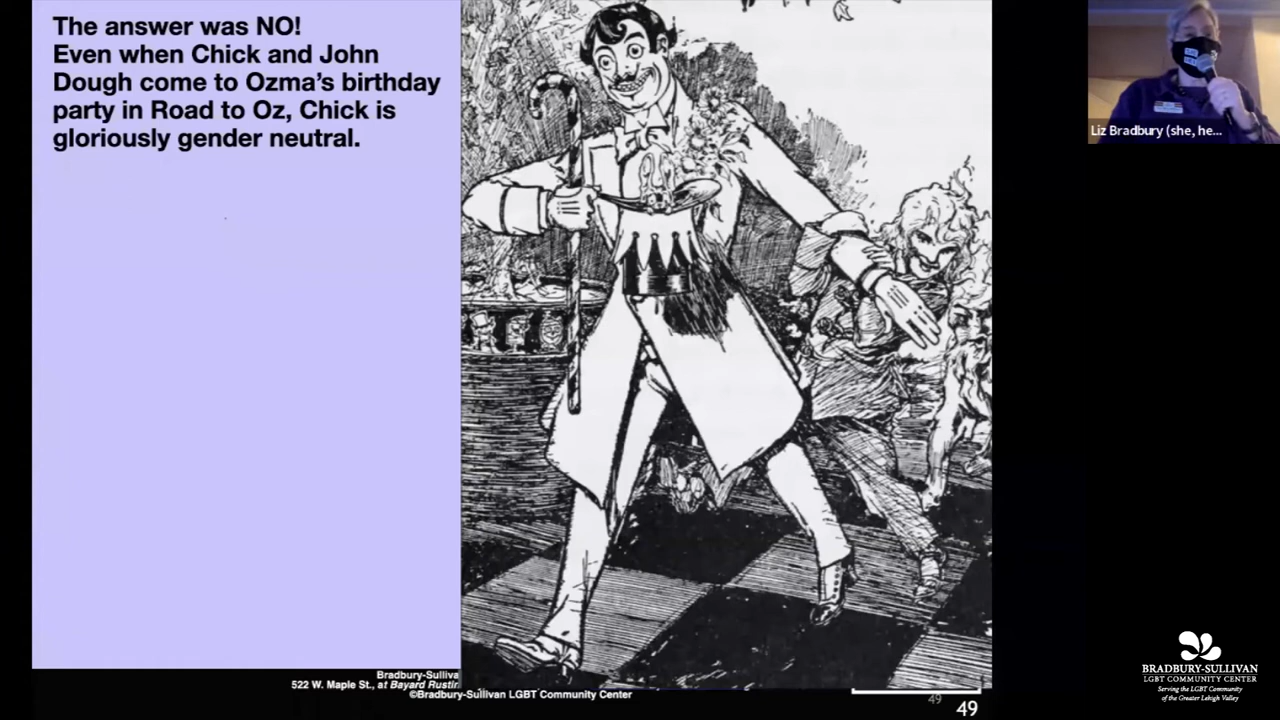 The answer was NO!
Even when Chick and John
Dough come to Ozma's birthday
party in Road to Oz, Chick is
gloriously gender neutral.
Liz Bradbury (she, he...
Bradbury-Sulliva
522 W. Maple St., at Bayard Rustin
©Bradbury-Sullivan LGBT Community Center
49
49
BRADBURY-SULLIVAN
LGBT COMMUNITY CENTER
Serving the LGBT Community
of the Greater Lehigh Valley